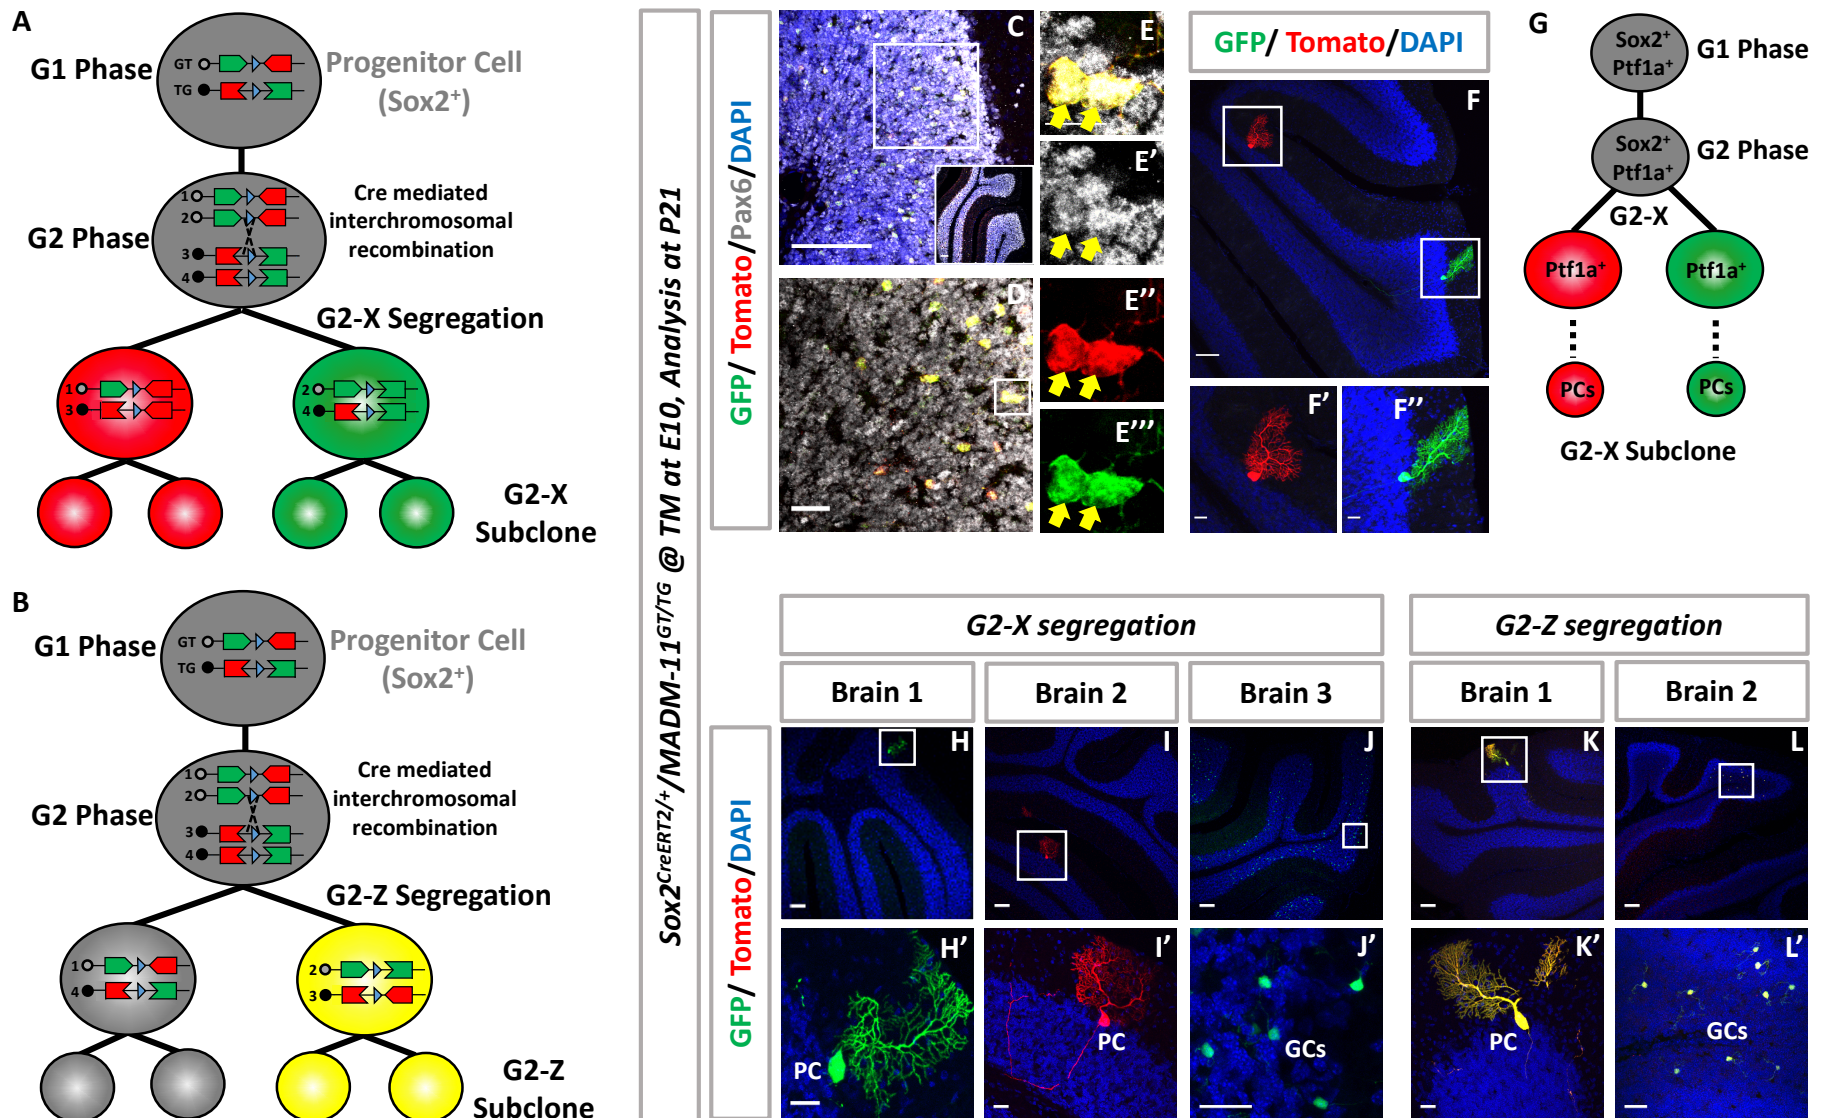 A
G1 Phase
GT
TG
Progenitor Cell
(Sox2⁺)
G2 Phase
1
2
3
4
Cre mediated
interchromosomal
recombination
G2-X Segregation
1
3
2
4
G2-X
Subclone
B
G1 Phase
GT
TG
Progenitor Cell
(Sox2⁺)
G2 Phase
1
2
3
4
Cre mediated
interchromosomal
recombination
G2-Z Segregation
1
4
2
3
G2-Z
Subclone
Sox2CreERT2/+/MADM-11GT/TG @ TM at E10, Analysis at P21
GFP/ Tomato/Pax6/DAPI
C
D
E
E'
E''
E'''
GFP/ Tomato/DAPI
F
F'
F''
G
Sox2⁺
Ptf1a⁺
G1 Phase
Sox2⁺
Ptf1a⁺
G2 Phase
G2-X
Ptf1a⁺
Ptf1a⁺
PCs
PCs
G2-X Subclone
G2-X segregation
G2-Z segregation
Brain 1
Brain 2
Brain 3
Brain 1
Brain 2
GFP/ Tomato/DAPI
H
I
J
K
L
H'
PC
I'
PC
J'
GCs
K'
PC
L'
GCs